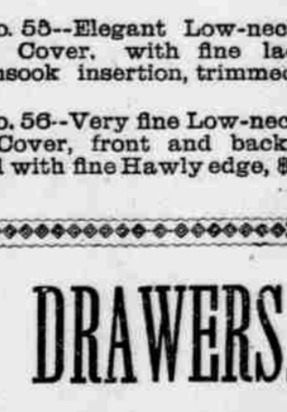 o. 55--Elegant Low-nec
Cover. with fine la
nsook insertion, trimmed
o. 56--Very fine Low-nec
Cover, front and back
d with fine Hawly edge, $
DRAWERS.